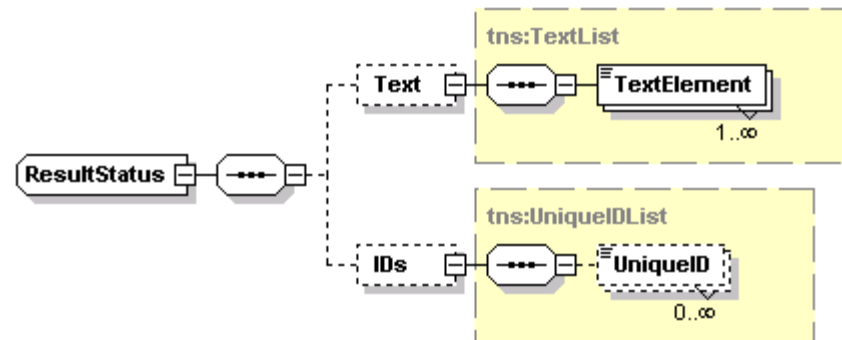 tns:TextList
Text
TextElement
1..∞
ResultStatus
tns:UniqueIDList
IDs
UniqueID
0..∞